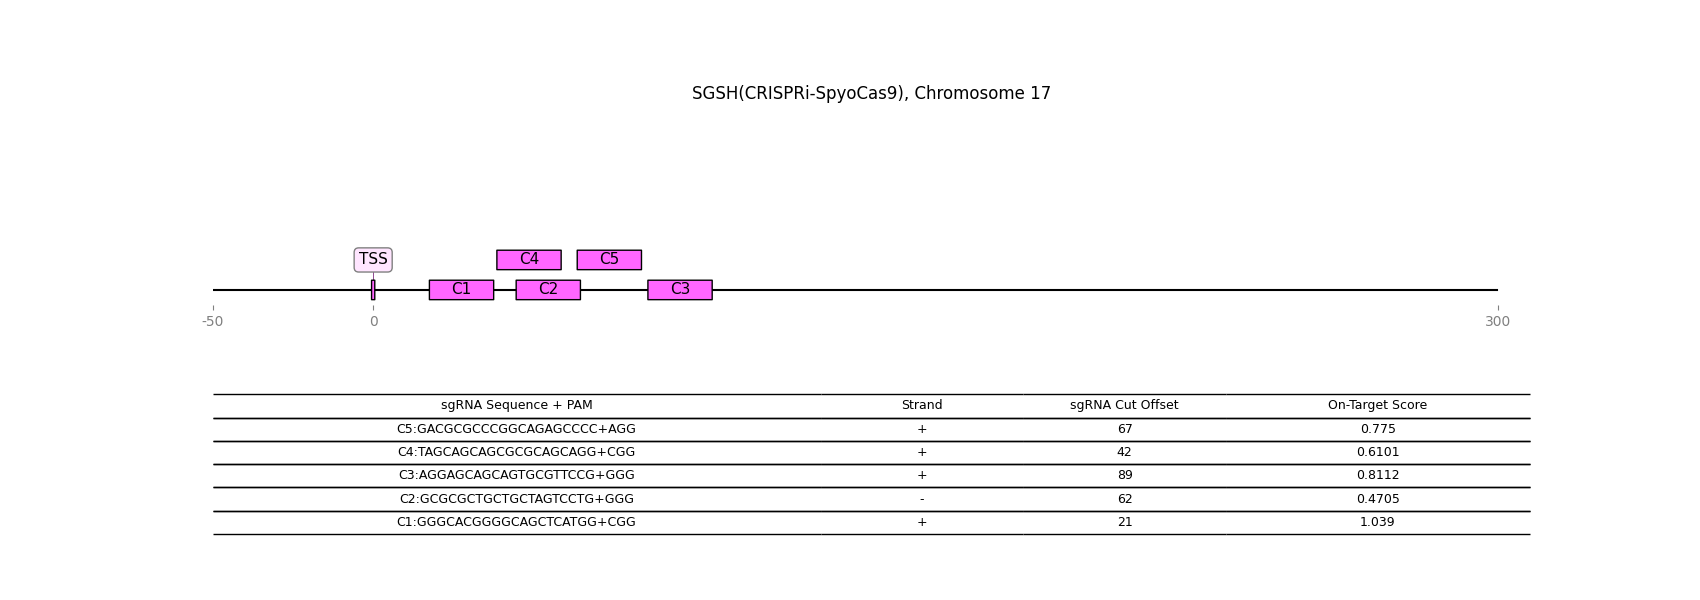 SGSH(CRISPRi-SpyoCas9), Chromosome 17
TSS C4 C5
C1 C2 C3
-50 0 300
sgRNA Sequence + PAM Strand sgRNA Cut Offset On-Target Score
C5:GACGCGCCCGGCAGAGCCCC+AGG + 67 0.775
C4:TAGCAGCAGCGCGCAGCAGG+CGG + 42 0.6101
C3:AGGAGCAGCAGTGCGTTCCG+GGG + 89 0.8112
C2:GCGCGCTGCTGCTAGTCCTG+GGG - 62 0.4705
C1:GGGCACGGGGCAGCTCATGG+CGG + 21 1.039